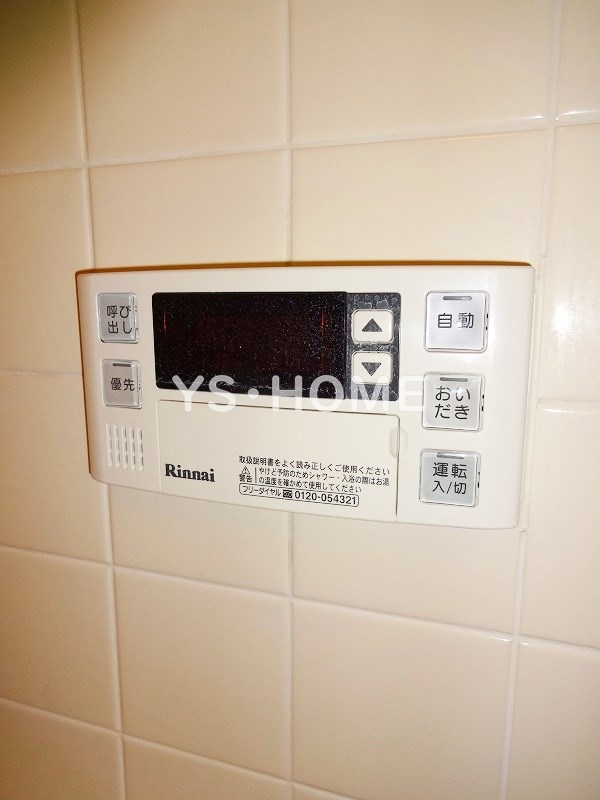 呼び
出し
優先
自動
おい
だき
運転
入/切
YS・HOME
Rinnai
取扱説明書をよく読み正しくご使用ください
警告
やけど予防のためシャワー・入浴の際はお湯
の温度を確かめて使用してください
フリーダイヤル 0120-054321